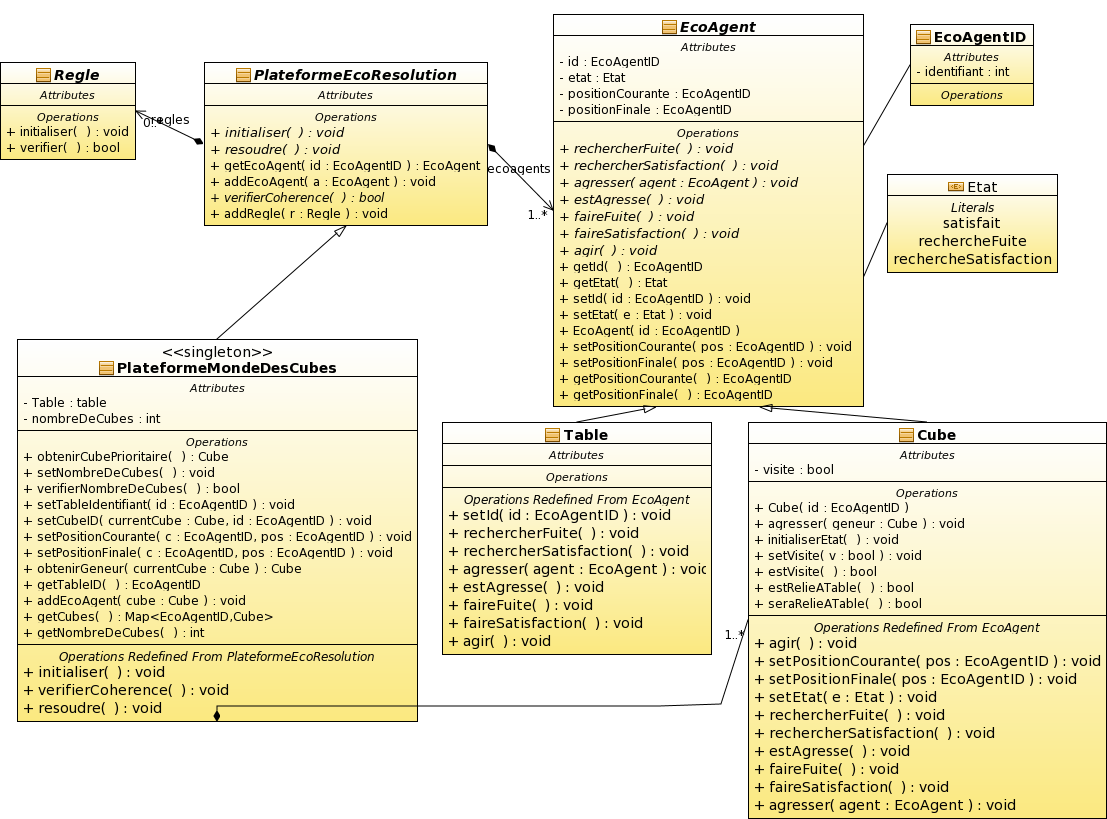 Regle
Attributes
Operations
+ initialiser( ) : void
+ verifier( ) : bool
0..*
regles
PlateformeEcoResolution
Attributes
Operations
+ initialiser( ) : void
+ resoudre( ) : void
+ getEcoAgent( id : EcoAgentID ) : EcoAgent
+ addEcoAgent( a : EcoAgent ) : void
+ verifierCoherence( ) : bool
+ addRegle( r : Regle ) : void
ecoagents
1..*
EcoAgent
Attributes
- id : EcoAgentID
- etat : Etat
- positionCourante : EcoAgentID
- positionFinale : EcoAgentID
Operations
+ rechercherFuite( ) : void
+ rechercherSatisfaction( ) : void
+ agresser( agent : EcoAgent ) : void
+ estAgresse( ) : void
+ faireFuite( ) : void
+ faireSatisfaction( ) : void
+ agir( ) : void
+ getId( ) : EcoAgentID
+ getEtat( ) : Etat
+ setId( id : EcoAgentID ) : void
+ setEtat( e : Etat ) : void
+ EcoAgent( id : EcoAgentID )
+ setPositionCourante( pos : EcoAgentID ) : void
+ setPositionFinale( pos : EcoAgentID ) : void
+ getPositionCourante( ) : EcoAgentID
+ getPositionFinale( ) : EcoAgentID
EcoAgentID
Attributes
- identifiant : int
Operations
Etat
Literals
satisfait
rechercheFuite
rechercheSatisfaction
<<singleton>>
PlateformeMondeDesCubes
Attributes
- Table : table
- nombreDeCubes : int
Operations
+ obtenirCubePrioritaire( ) : Cube
+ setNombreDeCubes( ) : void
+ verifierNombreDeCubes( ) : bool
+ setTableIdentifiant( id : EcoAgentID ) : void
+ setCubeID( currentCube : Cube, id : EcoAgentID ) : void
+ setPositionCourante( c : EcoAgentID, pos : EcoAgentID ) : void
+ setPositionFinale( c : EcoAgentID, pos : EcoAgentID ) : void
+ obtenirGeneur( currentCube : Cube ) : Cube
+ getTableID( ) : EcoAgentID
+ addEcoAgent( cube : Cube ) : void
+ getCubes( ) : Map<EcoAgentID,Cube>
+ getNombreDeCubes( ) : int
Operations Redefined From PlateformeEcoResolution
+ initialiser( ) : void
+ verifierCoherence( ) : void
+ resoudre( ) : void
Table
Attributes
Operations
Operations Redefined From EcoAgent
+ setId( id : EcoAgentID ) : void
+ rechercherFuite( ) : void
+ rechercherSatisfaction( ) : void
+ agresser( agent : EcoAgent ) : void
+ estAgresse( ) : void
+ faireFuite( ) : void
+ faireSatisfaction( ) : void
+ agir( ) : void
1..*
Cube
Attributes
- visite : bool
Operations
+ Cube( id : EcoAgentID )
+ agresser( geneur : Cube ) : void
+ initialiserEtat( ) : void
+ setVisite( v : bool ) : void
+ estVisite( ) : bool
+ estRelieATable( ) : bool
+ seraRelieATable( ) : bool
Operations Redefined From EcoAgent
+ agir( ) : void
+ setPositionCourante( pos : EcoAgentID ) : void
+ setPositionFinale( pos : EcoAgentID ) : void
+ setEtat( e : Etat ) : void
+ rechercherFuite( ) : void
+ rechercherSatisfaction( ) : void
+ estAgresse( ) : void
+ faireFuite( ) : void
+ faireSatisfaction( ) : void
+ agresser( agent : EcoAgent ) : void